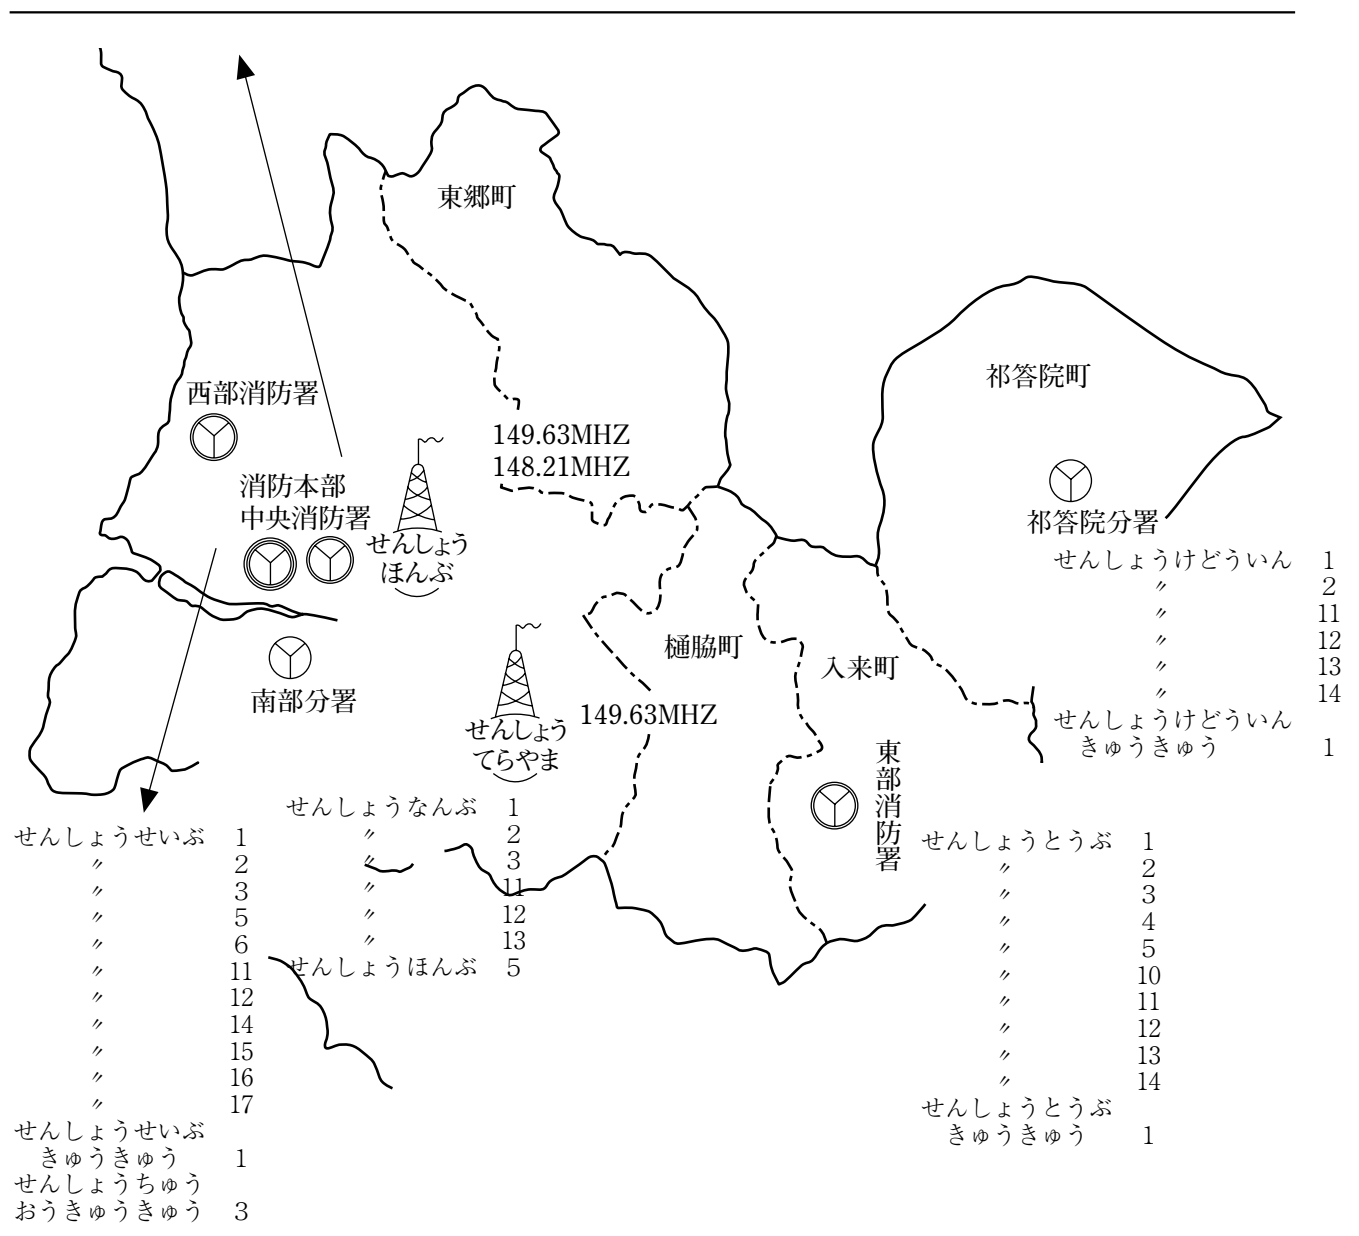 東郷町
祁答院町
西部消防署
149.63MHZ
148.21MHZ
消防本部
中央消防署
せんしょう
ほんぶ
祁答院分署
せんしょうけどういん 1
〃 2
〃 11
〃 12
〃 13
〃 14
せんしょうけどういん
きゅうきゅう 1
樋脇町
入来町
南部分署
149.63MHZ
せんしょう
てらやま
東部消防署
せんしょうなんぶ 1
〃 2
〃 3
〃 11
〃 12
〃 13
せんしょうほんぶ 5
せんしょうせいぶ 1
〃 2
〃 3
〃 5
〃 6
〃 11
〃 12
〃 14
〃 15
〃 16
〃 17
せんしょうせいぶ
きゅうきゅう 1
せんしょうちゅう
おうきゅうきゅう 3
せんしょうとうぶ 1
〃 2
〃 3
〃 4
〃 5
〃 10
〃 11
〃 12
〃 13
〃 14
せんしょうとうぶ
きゅうきゅう 1